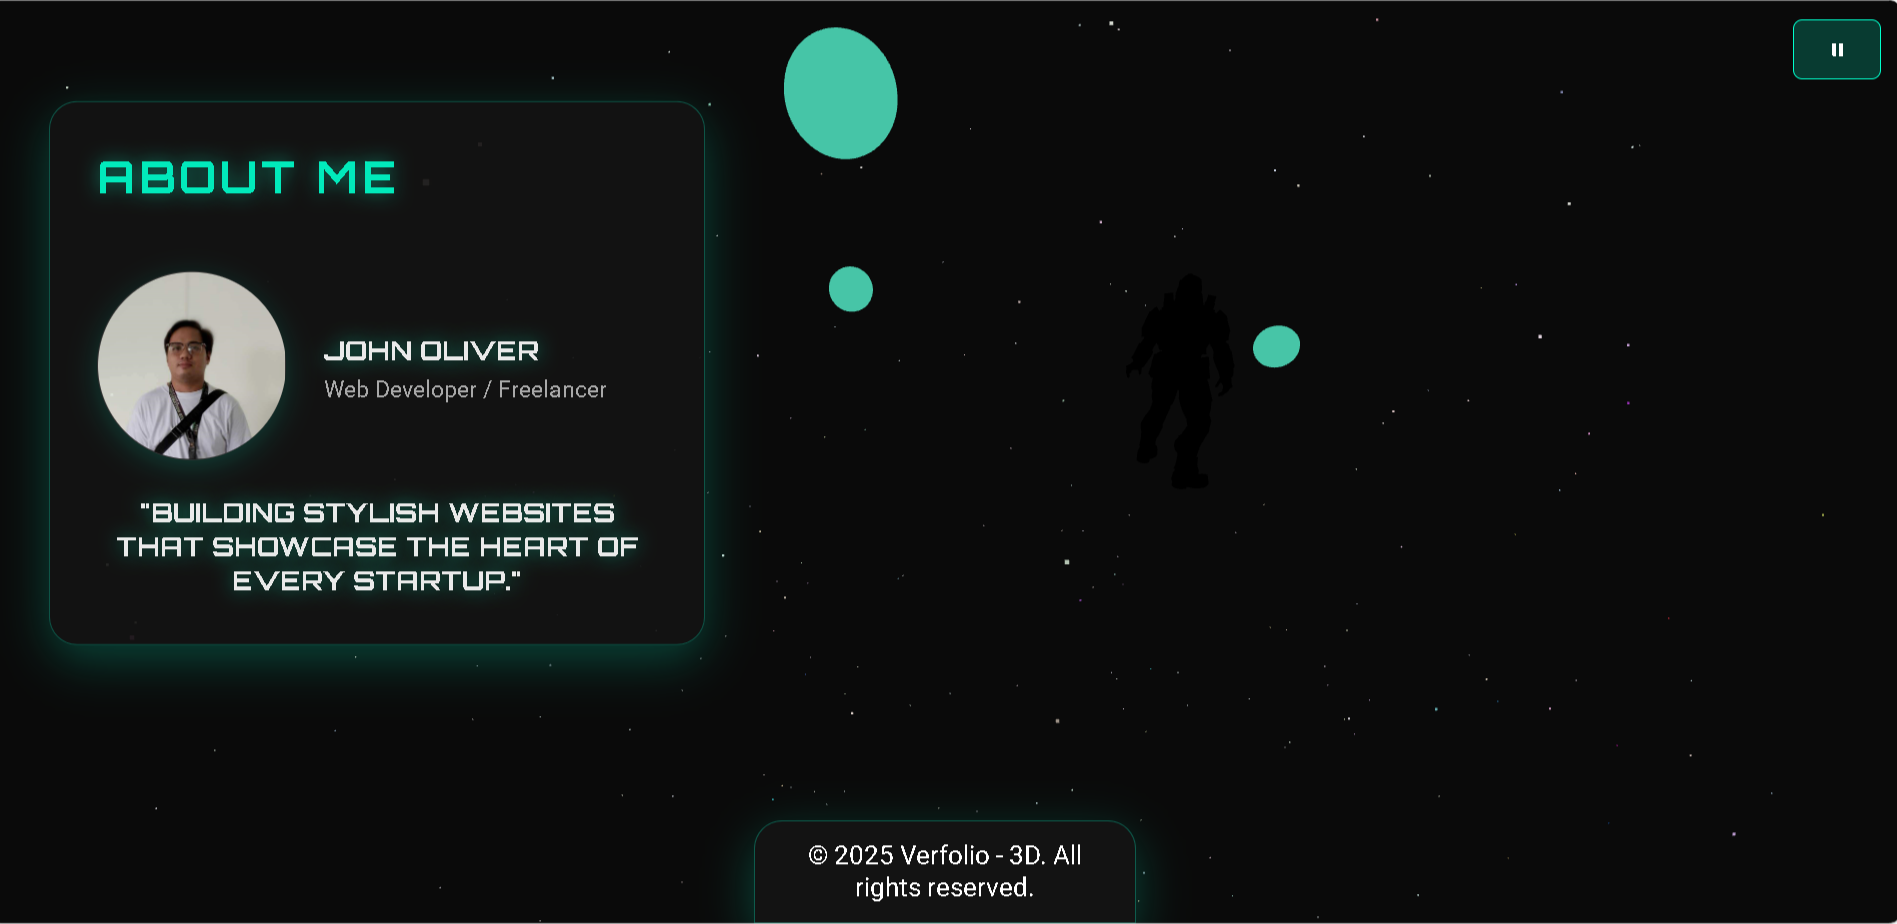 ABOUT ME
JOHN OLIVER
Web Developer / Freelancer
"BUILDING STYLISH WEBSITES
THAT SHOWCASE THE HEART OF
EVERY STARTUP."
© 2025 Verfolio - 3D. All
rights reserved.